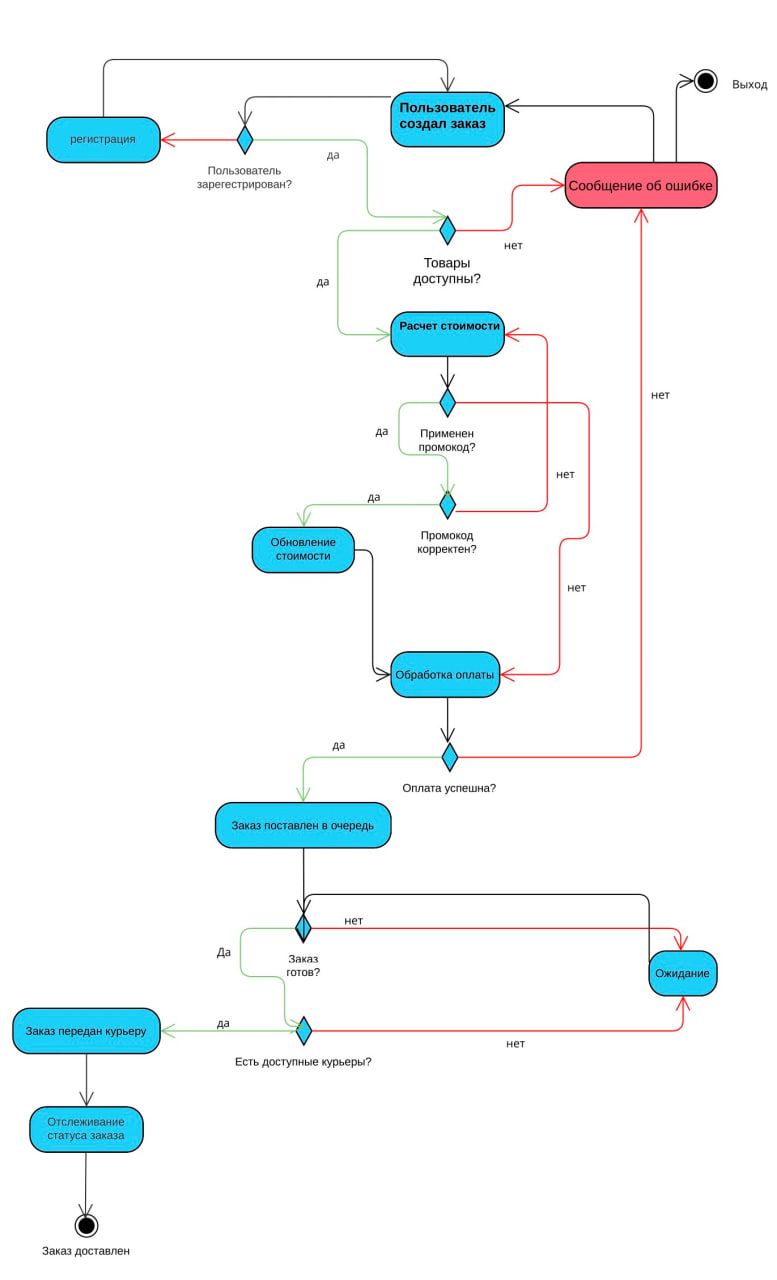 Выход
Пользователь
создал заказ
регистрация
да
Пользователь
зарегестрирован?
Сообщение об ошибке
нет
Товары
доступны?
да
Расчет стоимости
нет
да
Применен
промокод?
нет
да
Промокод
корректен?
Обновление
стоимости
нет
Обработка оплаты
да
Оплата успешна?
Заказ поставлен в очередь
нет
Да
Заказ
готов?
Ожидание
да
Заказ передан курьеру
нет
Есть доступные курьеры?
Отслеживание
статуса заказа
Заказ доставлен